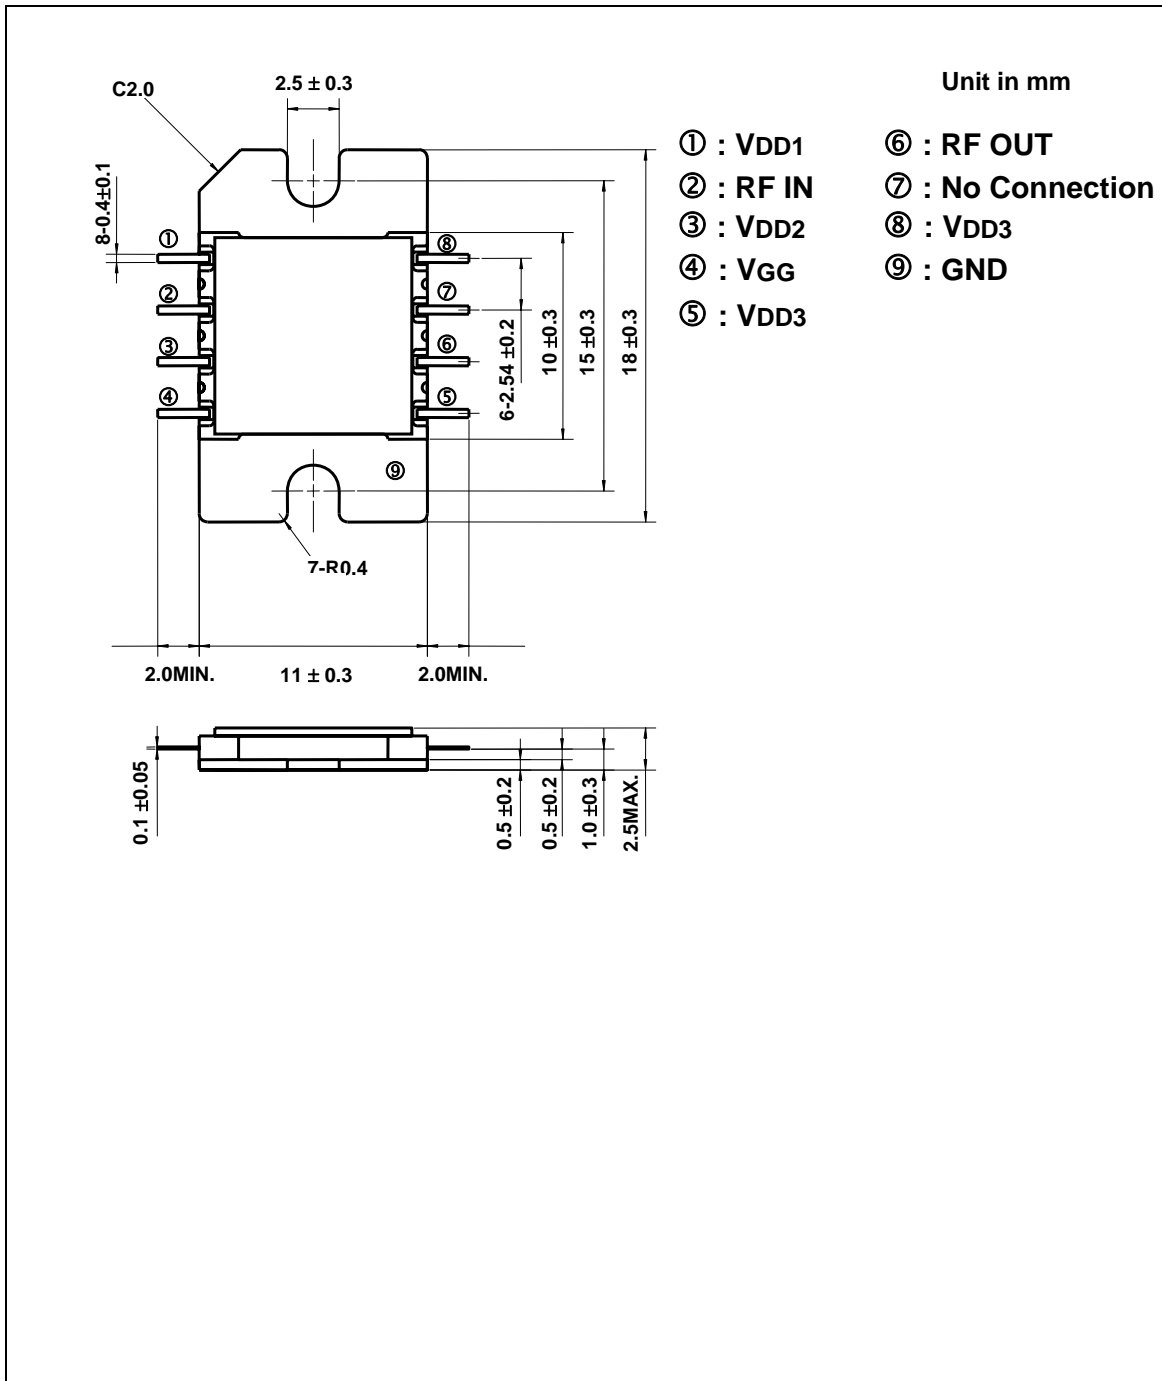 Unit in mm
C2.0
2.5 ± 0.3
① : VDD1
② : RF IN
③ : VDD2
④ : VGG
⑤ : VDD3
⑥ : RF OUT
⑦ : No Connection
⑧ : VDD3
⑨ : GND
8-0.4±0.1
①
②
③
④
⑧
⑦
⑥
⑤
⑨
6-2.54 ±0.2
10 ±0.3
15 ±0.3
18 ±0.3
7-R0.4
2.0MIN.
11 ± 0.3
2.0MIN.
0.1 ±0.05
0.5 ±0.2
0.5 ±0.2
1.0 ±0.3
2.5MAX.